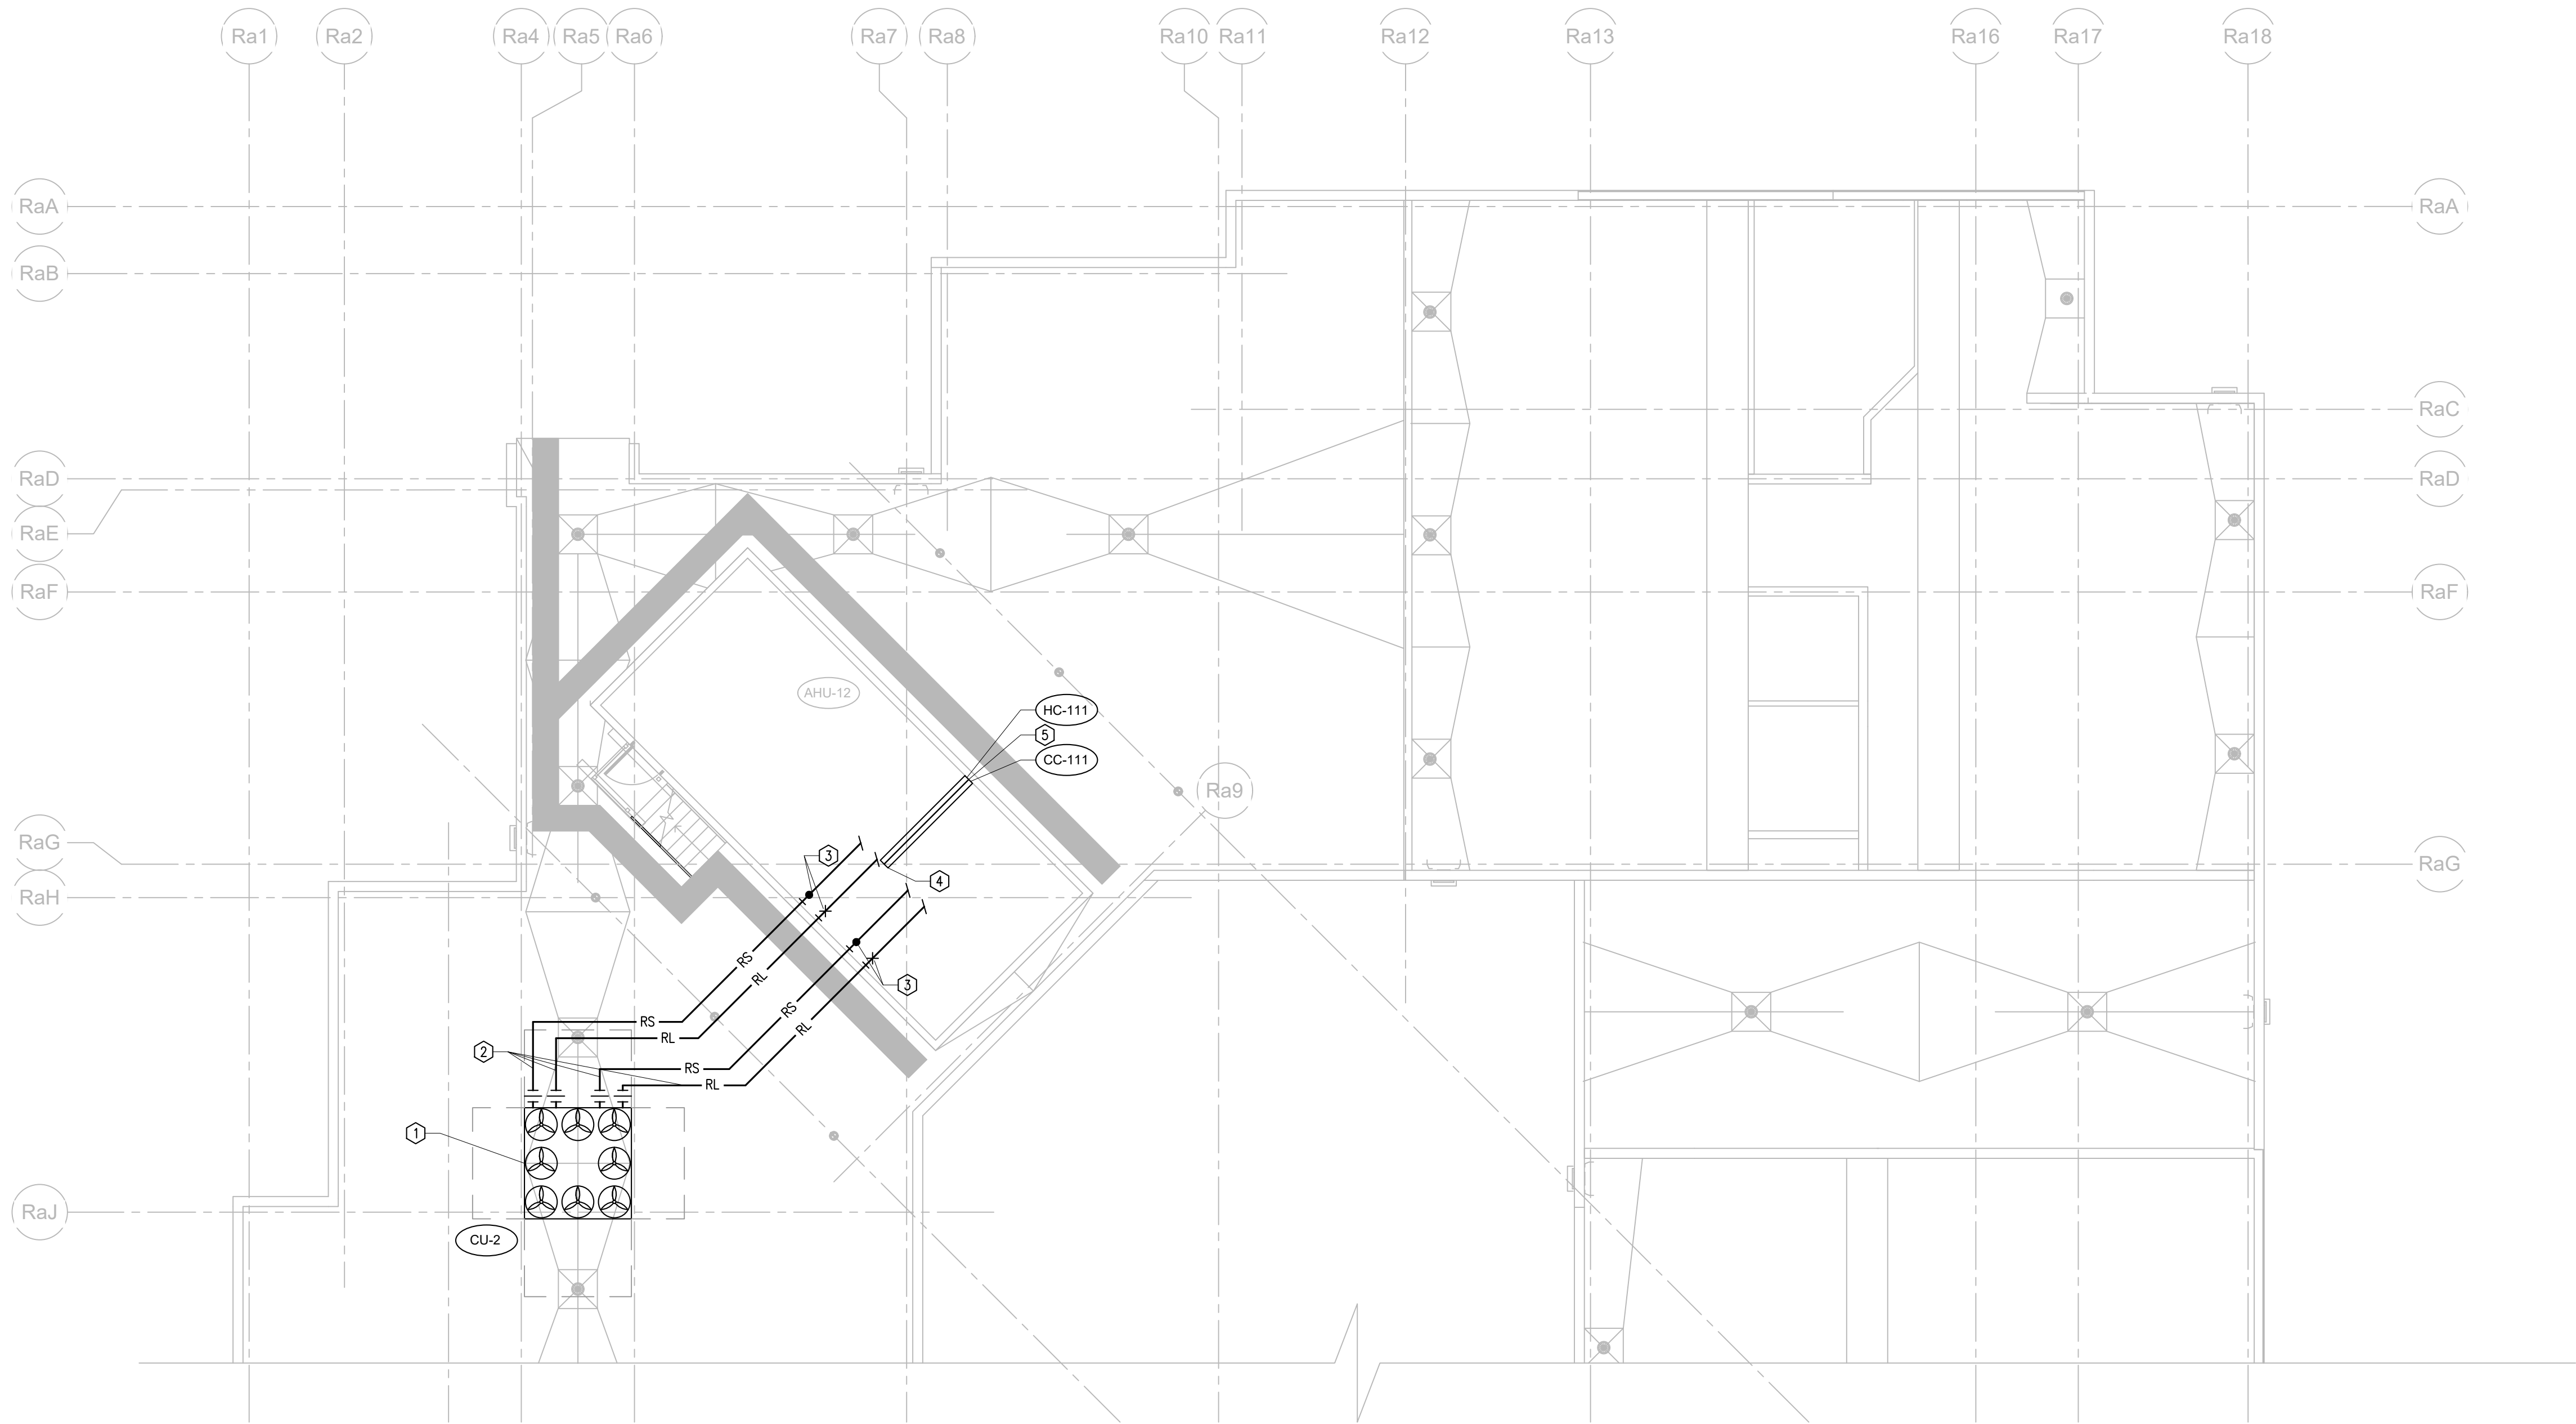 Ra1
Ra2
Ra4
Ra5
Ra6
Ra7
Ra8
Ra10
Ra11
Ra12
Ra13
Ra16
Ra17
Ra18
RaA
RaA
RaB
RaC
RaD
RaD
RaE
RaF
RaF
AHU-12
HC-111
5
CC-111
Ra9
RaG
3
RaG
4
RaH
RS
RL
3
RS
RS
RL
RL
2
RS
RL
1
RaJ
CU-2